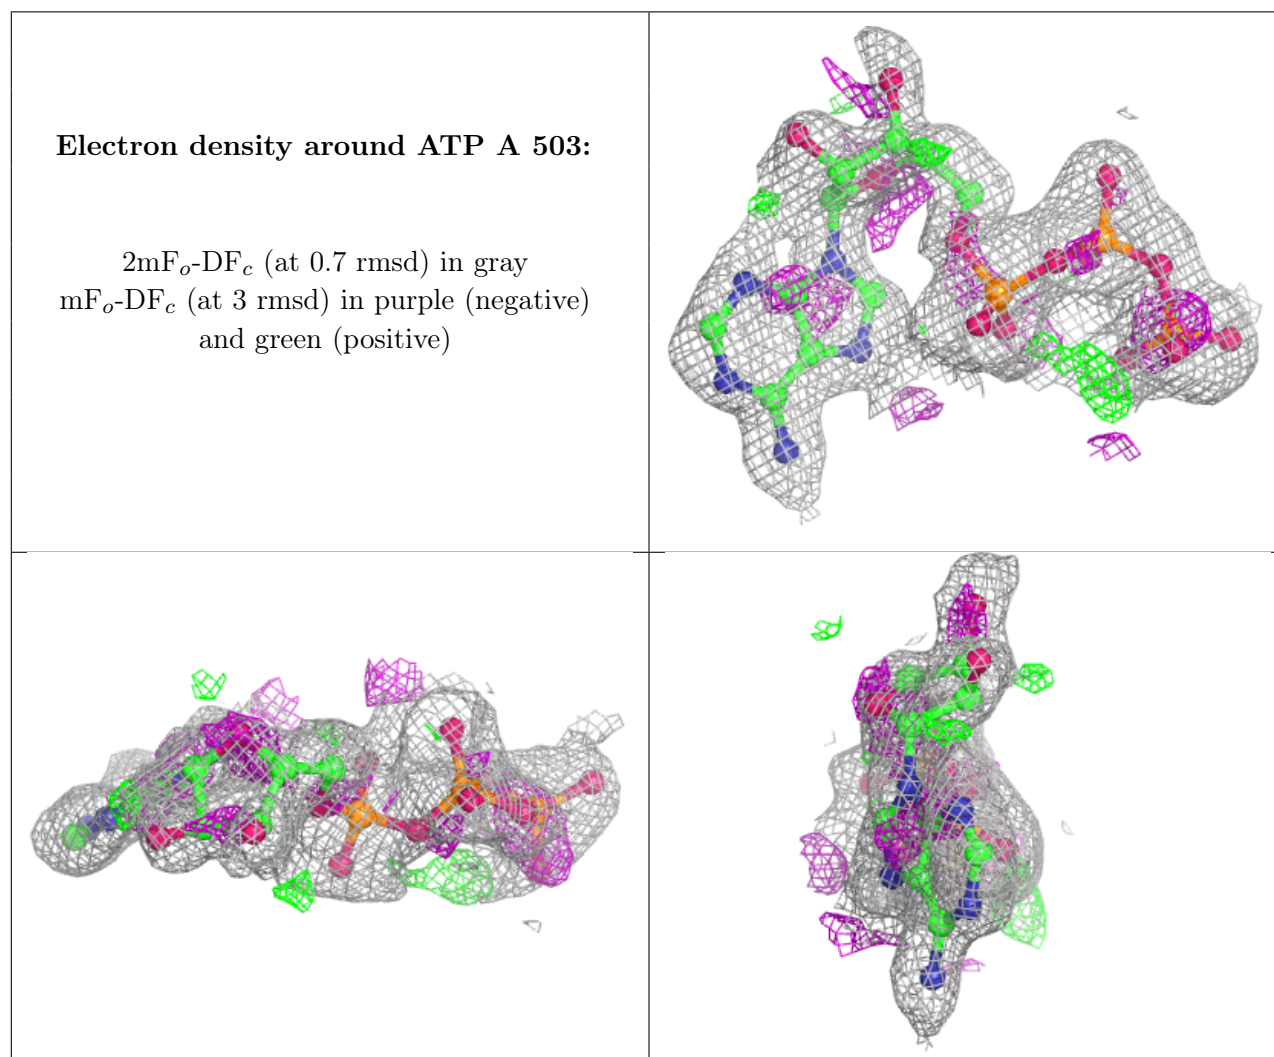 Electron density around ATP A 503:
2mFo-DFc (at 0.7 rmsd) in gray
mFo-DFc (at 3 rmsd) in purple (negative)
and green (positive)